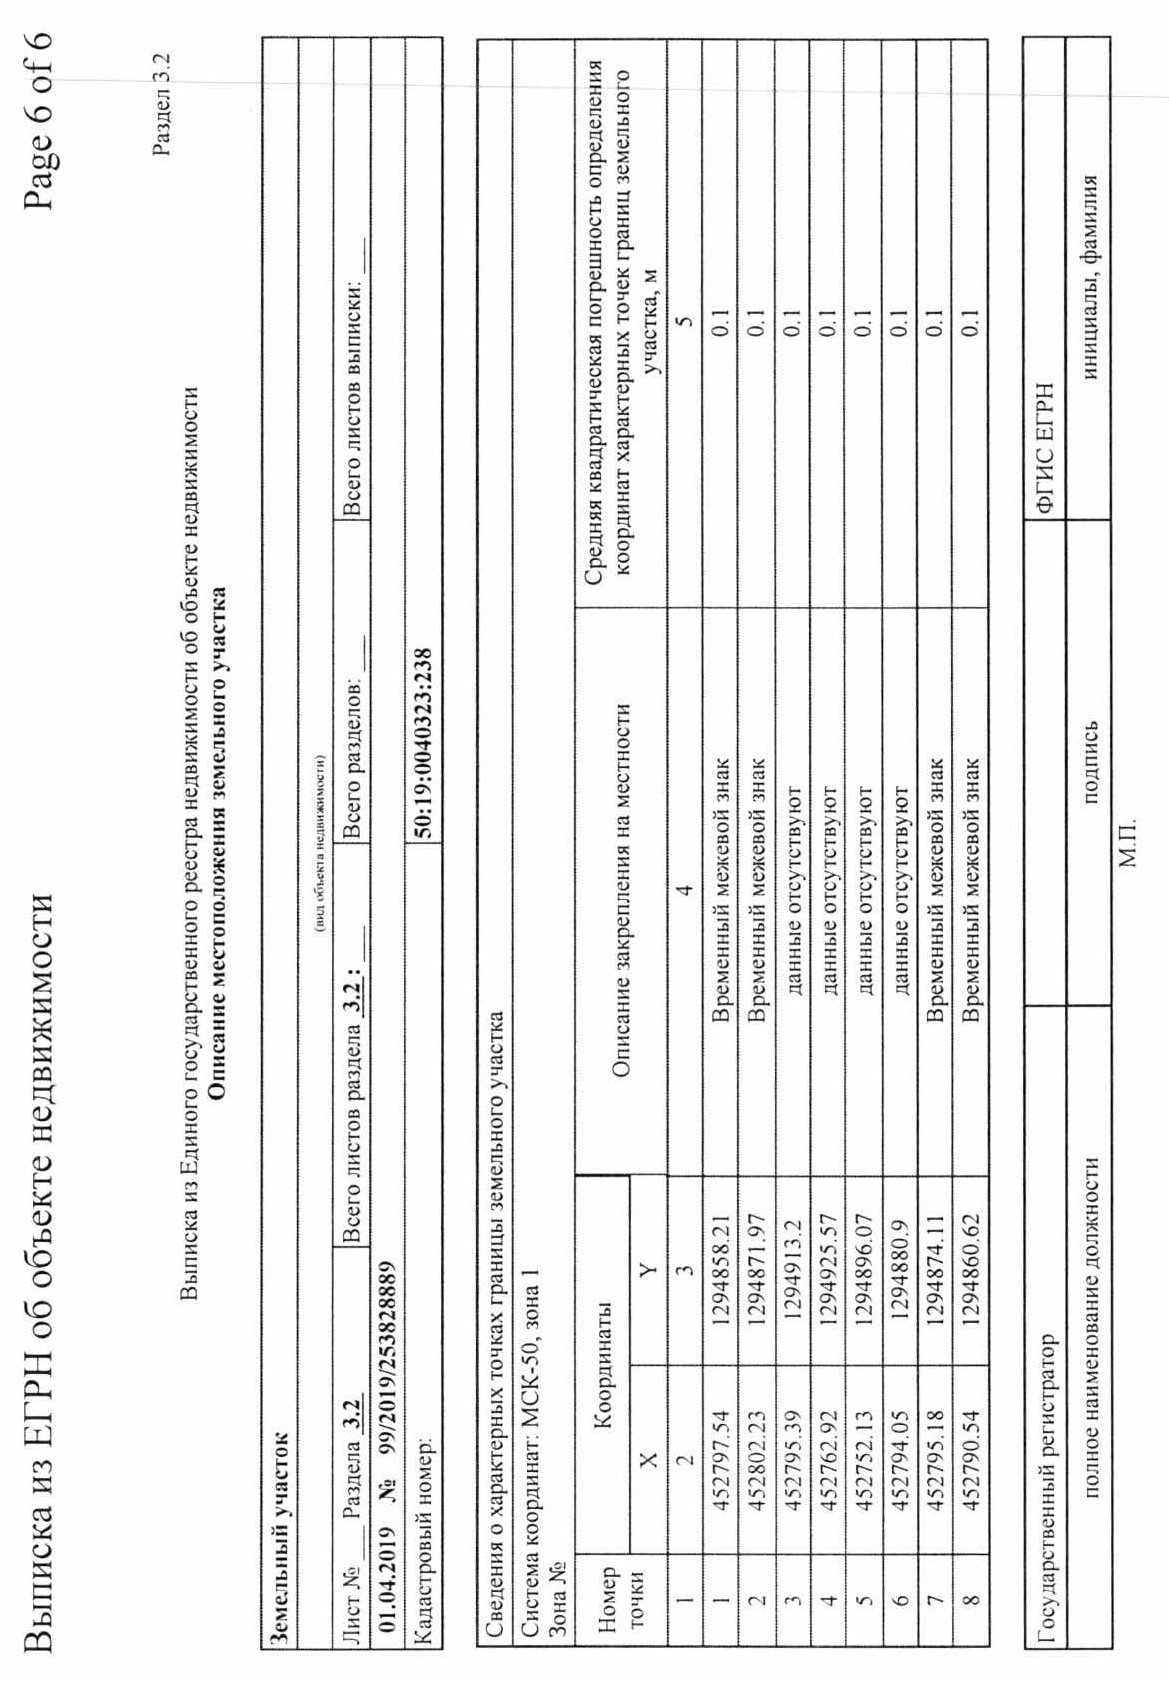 Выписка из ЕГРН об объекте недвижимости Page 6 of 6
Раздел 3.2
Выписка из Единого государственного реестра недвижимости об объекте недвижимости
Описание местоположения земельного участка
Земельный участок
(вид объекта недвижимости)
Лист № ___ Раздела 3.2 Всего листов раздела 3.2 : ___ Всего разделов: ___ Всего листов выписки: ___
01.04.2019 № 99/2019/253828889
Кадастровый номер: 50:19:0040323:238
Сведения о характерных точках границы земельного участка
Система координат: МСК-50, зона 1
Зона №
Номер точки Координаты Описание закрепления на местности Средняя квадратическая погрешность определения координат характерных точек границ земельного участка, м
X Y
1 2 3 4 5
1 452797.54 1294858.21 Временный межевой знак 0.1
2 452802.23 1294871.97 Временный межевой знак 0.1
3 452795.39 1294913.2 данные отсутствуют 0.1
4 452762.92 1294925.57 данные отсутствуют 0.1
5 452752.13 1294896.07 данные отсутствуют 0.1
6 452794.05 1294880.9 данные отсутствуют 0.1
7 452795.18 1294874.11 Временный межевой знак 0.1
8 452790.54 1294860.62 Временный межевой знак 0.1
Государственный регистратор ФГИС ЕГРН
полное наименование должности подпись инициалы, фамилия
М.П.